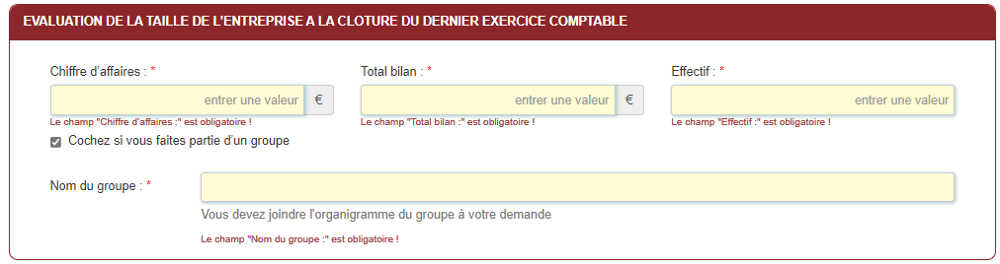 EVALUATION DE LA TAILLE DE L'ENTREPRISE A LA CLOTURE DU DERNIER EXERCICE COMPTABLE
Chiffre d'affaires : * Total bilan : * Effectif : *
entrer une valeur € entrer une valeur € entrer une valeur
Le champ "Chiffre d'affaires :" est obligatoire ! Le champ "Total bilan :" est obligatoire ! Le champ "Effectif :" est obligatoire !
Cochez si vous faites partie d'un groupe
Nom du groupe : *
Vous devez joindre l'organigramme du groupe à votre demande
Le champ "Nom du groupe :" est obligatoire !